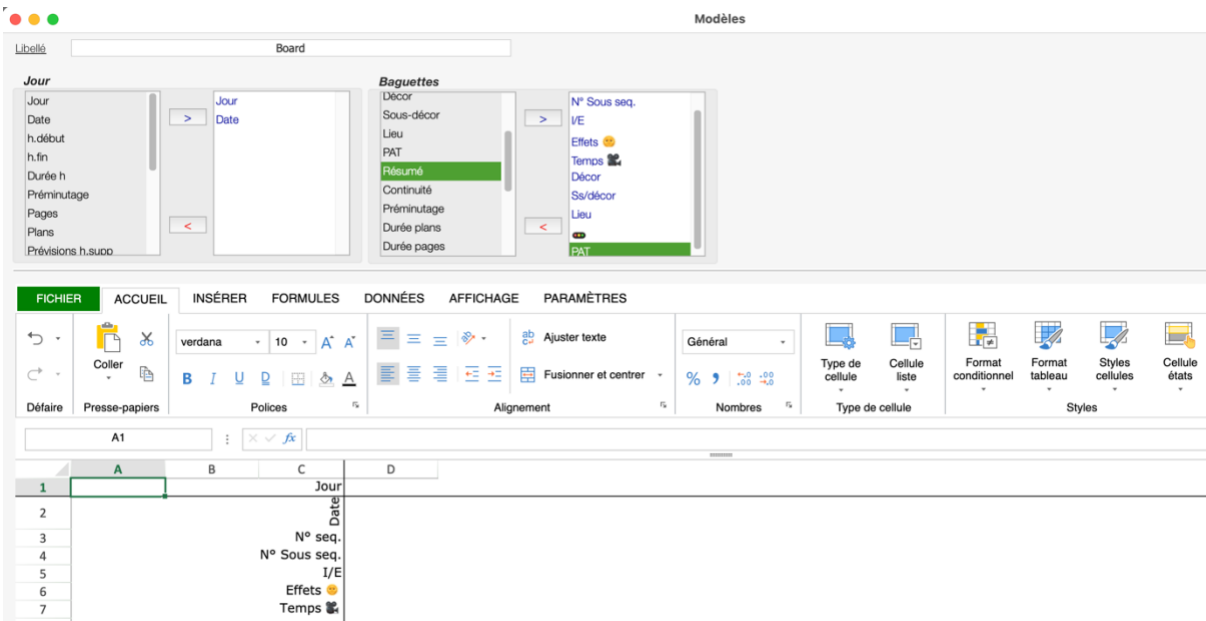 Modèles
Libellé Board
Jour Baguettes
Jour
Date
h.début
h.fin
Durée h
Préminutage
Pages
Plans
Prévisions h.supp
>
<
Jour
Date
Décor
Sous-décor
Lieu
PAT
Résumé
Continuité
Préminutage
Durée plans
Durée pages
>
<
N° Sous seq.
I/E
Effets 🤫
Temps 🎥
Décor
Ss/décor
Lieu
🚥
PAT
FICHIER ACCUEIL INSÉRER FORMULES DONNÉES AFFICHAGE PARAMÈTRES
Coller
verdana 10 A A
B I U D A
ab Ajuster texte
Fusionner et centrer
Général
% , .00 .00
Type de cellule
Cellule liste
Format conditionnel
Format tableau
Styles cellules
Cellule états
Défaire Presse-papiers Polices Alignement Nombres Type de cellule Styles
A1 fx
A B C D
1 Jour
2 Date
3 N° seq.
4 N° Sous seq.
5 I/E
6 Effets 🤫
7 Temps 🎥